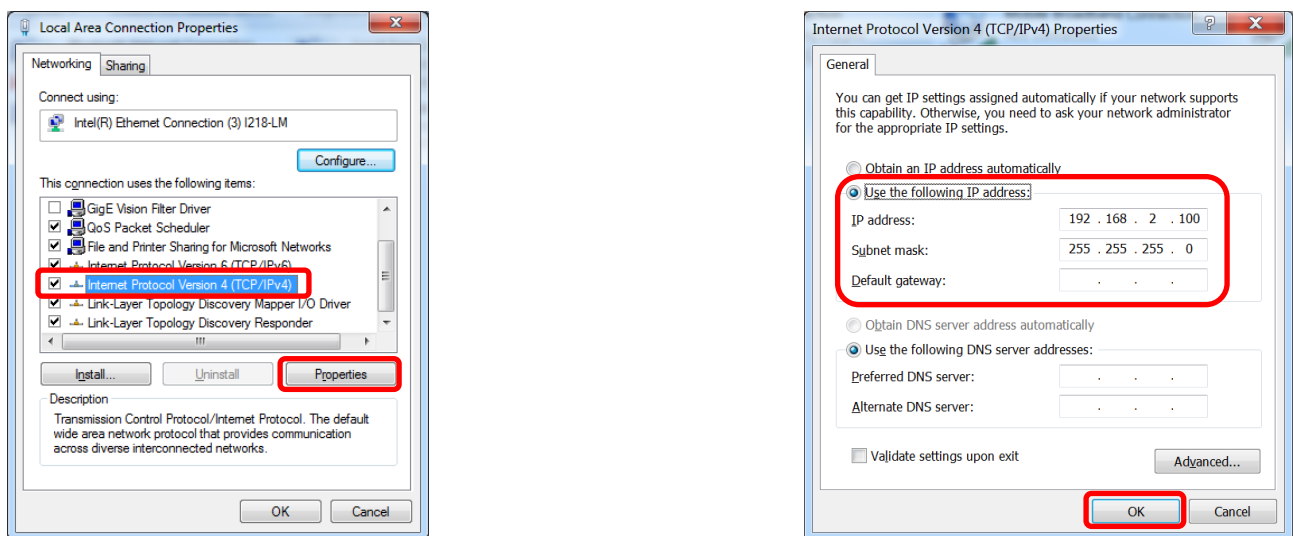 Local Area Connection Properties
Networking
Sharing
Connect using:
Intel(R) Ethernet Connection (3) I218-LM
Configure...
This connection uses the following items:
GigE Vision Filter Driver
QoS Packet Scheduler
File and Printer Sharing for Microsoft Networks
Internet Protocol Version 6 (TCP/IPv6)
Internet Protocol Version 4 (TCP/IPv4)
Link-Layer Topology Discovery Mapper I/O Driver
Link-Layer Topology Discovery Responder
Install...
Uninstall
Properties
Description
Transmission Control Protocol/Internet Protocol. The default
wide area network protocol that provides communication
across diverse interconnected networks.
OK
Cancel
Internet Protocol Version 4 (TCP/IPv4) Properties
General
You can get IP settings assigned automatically if your network supports
this capability. Otherwise, you need to ask your network administrator
for the appropriate IP settings.
Obtain an IP address automatically
Use the following IP address:
IP address: 192 . 168 . 2 . 100
Subnet mask: 255 . 255 . 255 . 0
Default gateway: . . .
Obtain DNS server address automatically
Use the following DNS server addresses:
Preferred DNS server: . . .
Alternate DNS server: . . .
Validate settings upon exit
Advanced...
OK
Cancel